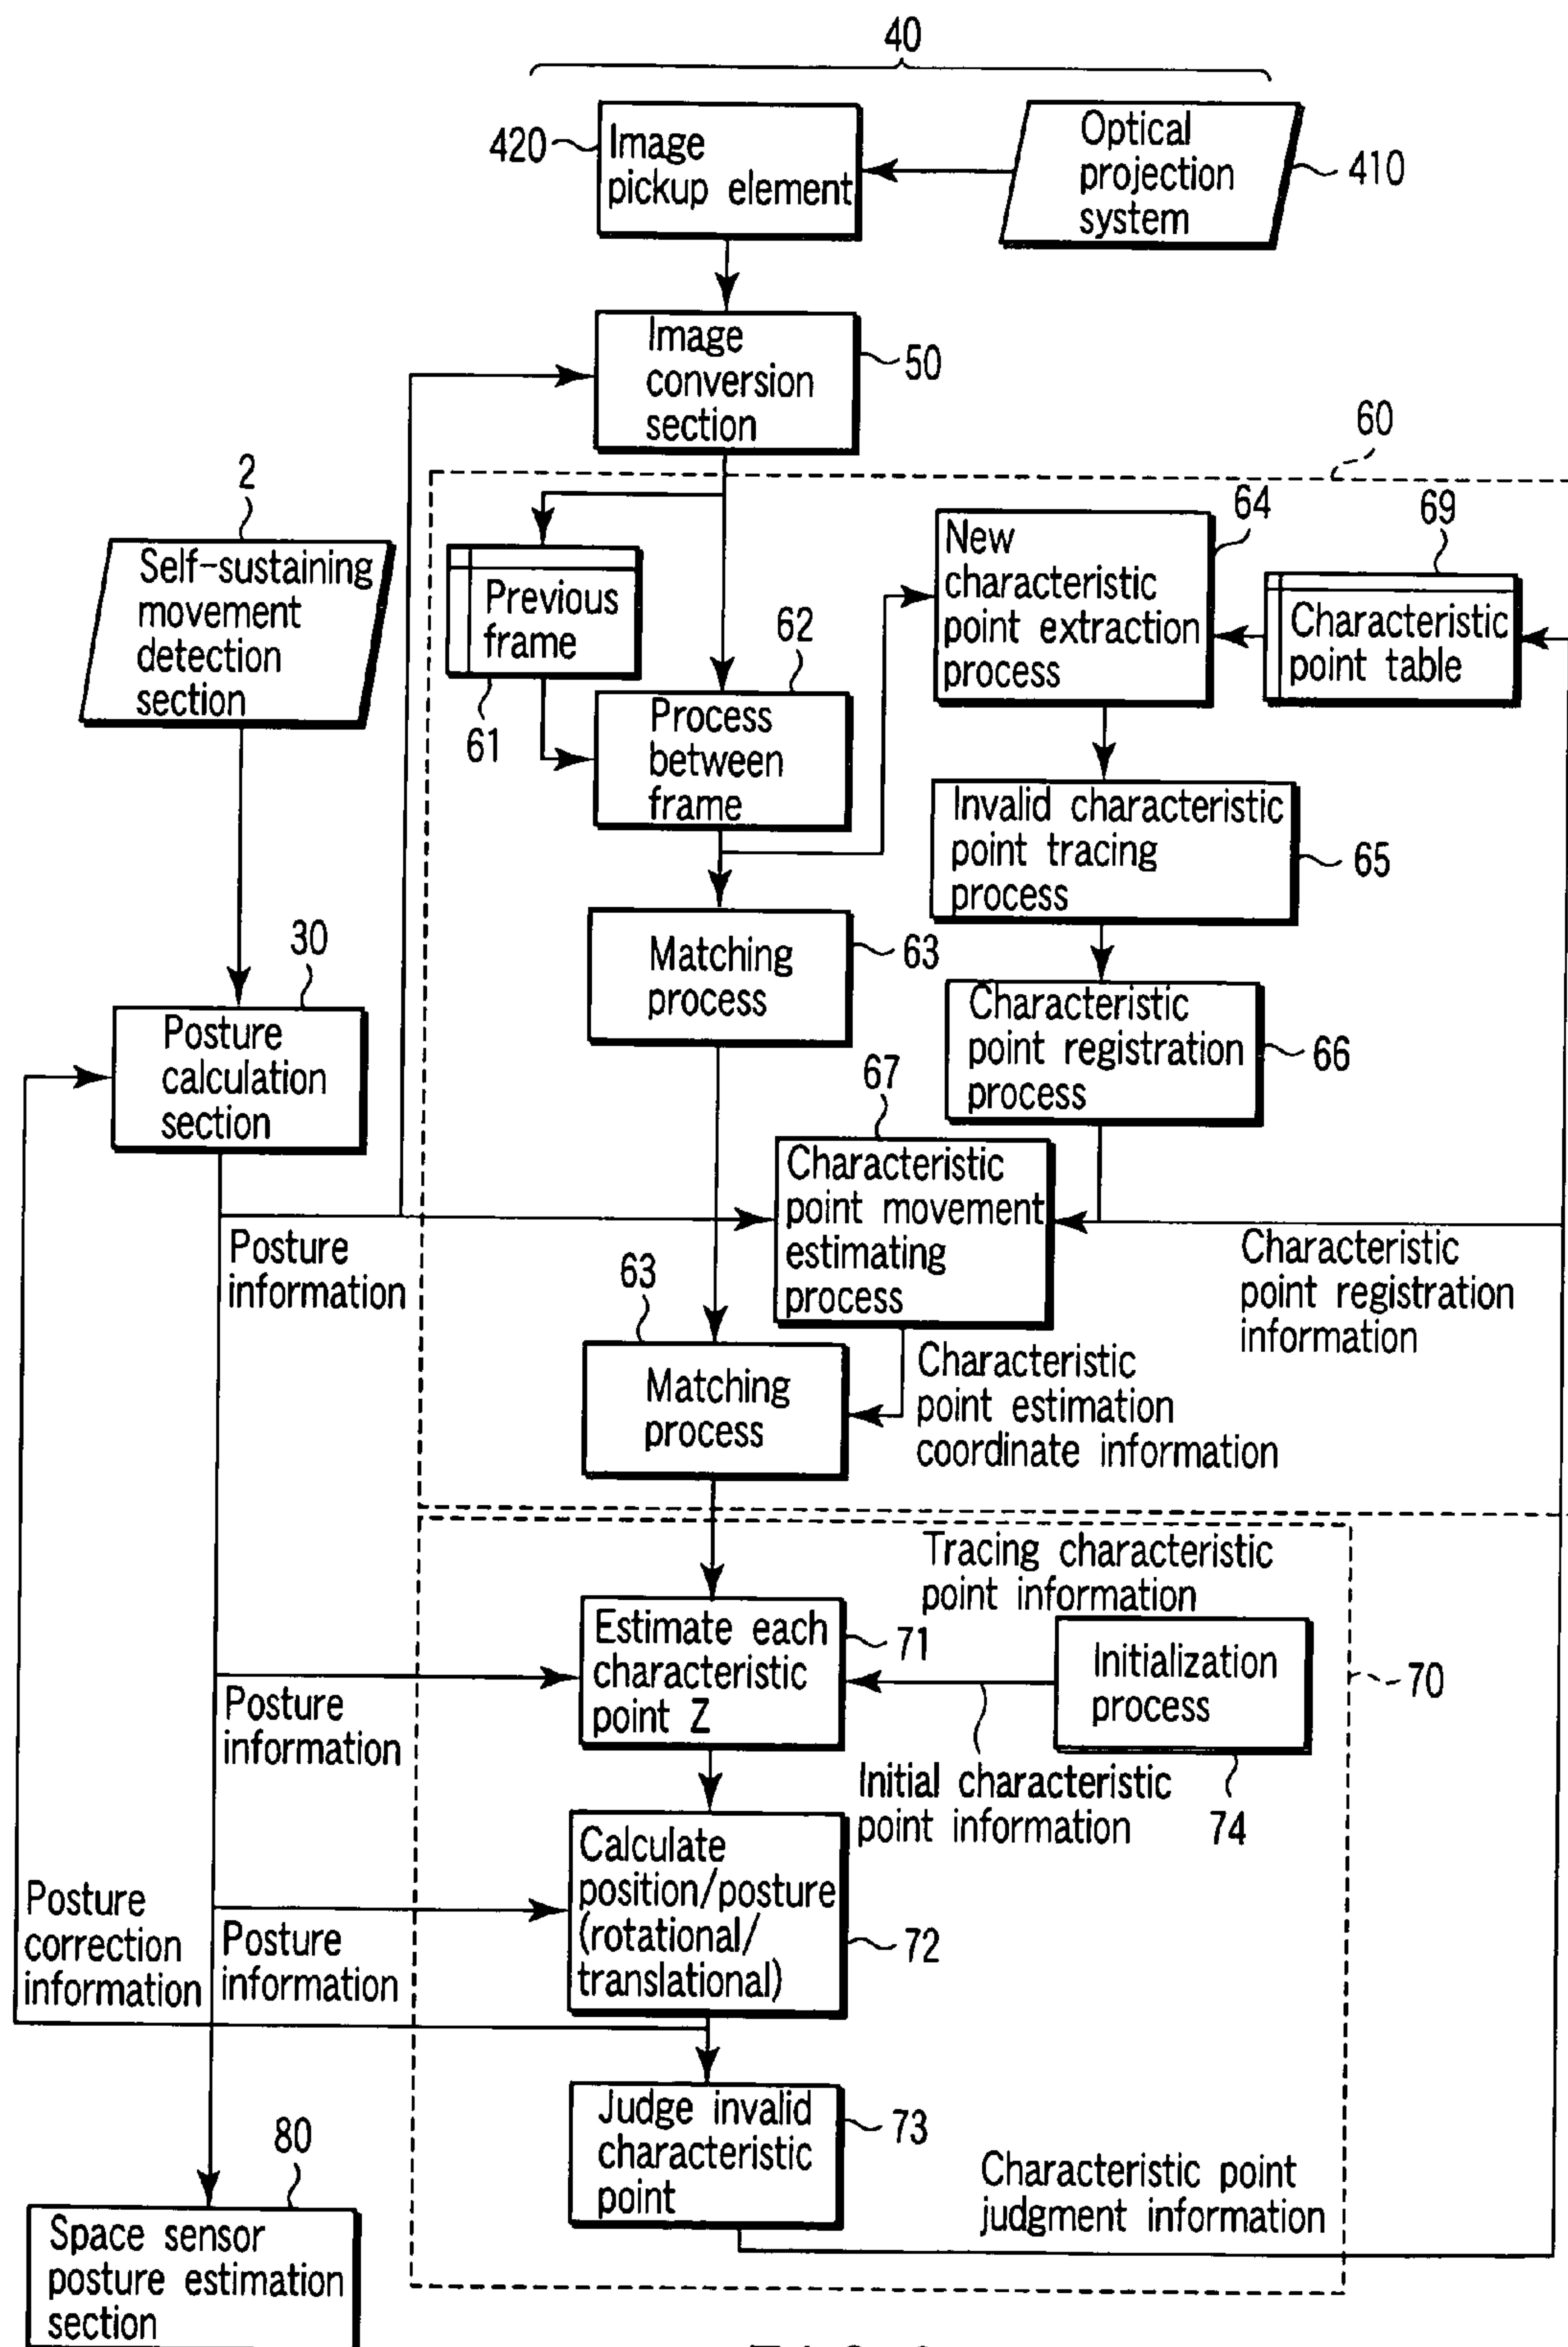 40
420
Image
pickup element
Optical
projection
system
410
Image
conversion
section
50
60
2
Self-sustaining
movement
detection
section
Previous
frame
61
62
Process
between
frame
64
New
characteristic
point extraction
process
69
Characteristic
point table
Invalid characteristic
point tracing
process
65
Matching
process
63
Characteristic
point registration
process
66
30
Posture
calculation
section
67
Characteristic
point movement
estimating
process
Posture
information
Characteristic
point registration
information
63
Matching
process
Characteristic
point estimation
coordinate information
Tracing characteristic
point information
Estimate each
characteristic
point Z
71
Initialization
process
70
74
Posture
information
Initial characteristic
point information
Calculate
position/posture
(rotational/
translational)
72
Posture
correction
information
Posture
information
Judge invalid
characteristic
point
73
Characteristic point
judgment information
80
Space sensor
posture estimation
section